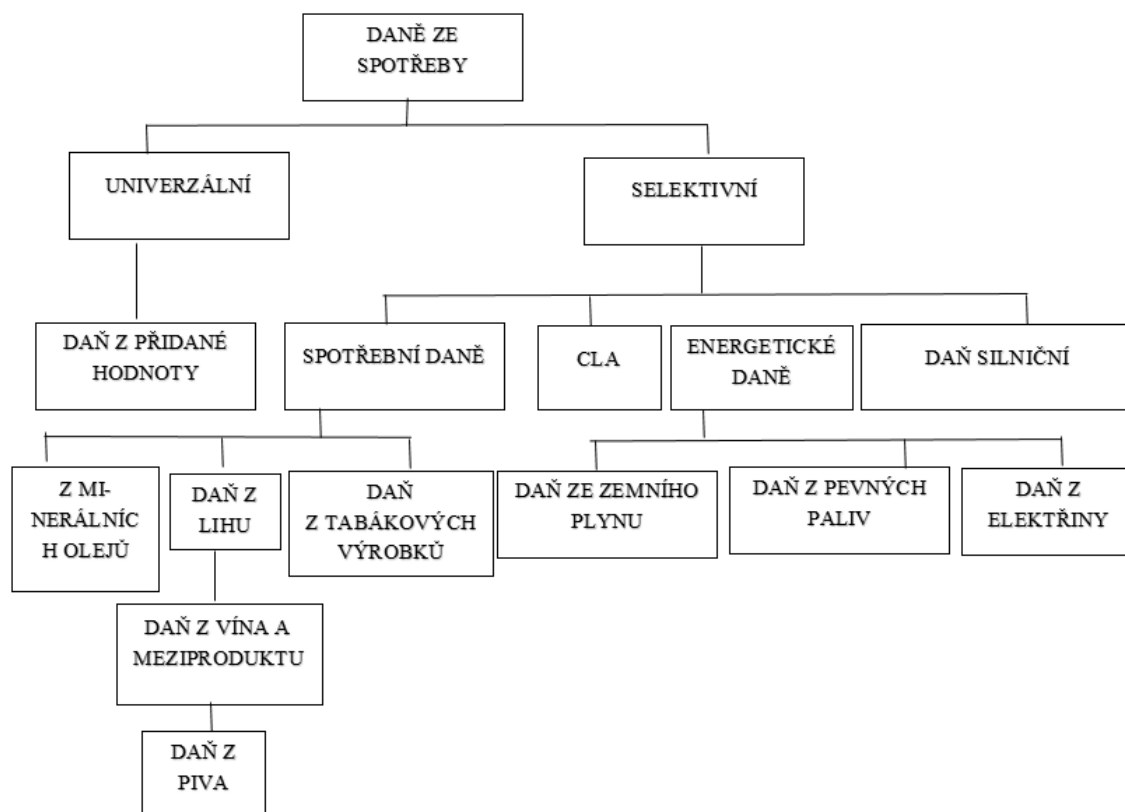 DANĚ ZE
SPOTŘEBY
UNIVERZÁLNÍ
SELEKTIVNÍ
DAŇ Z PŘIDANÉ
HODNOTY
SPOTŘEBNÍ DANĚ
CLA
ENERGETICKÉ
DANĚ
DAŇ SILNIČNÍ
Z MI-
NERÁLNÍC
H OLEJŮ
DAŇ Z
LIHU
DAŇ
Z TABÁKOVÝCH
VÝROBKŮ
DAŇ ZE ZEMNÍHO
PLYNU
DAŇ Z PEVNÝCH
PALIV
DAŇ Z
ELEKTŘINY
DAŇ Z VÍNA A
MEZIPRODUKTU
DAŇ Z
PIVA